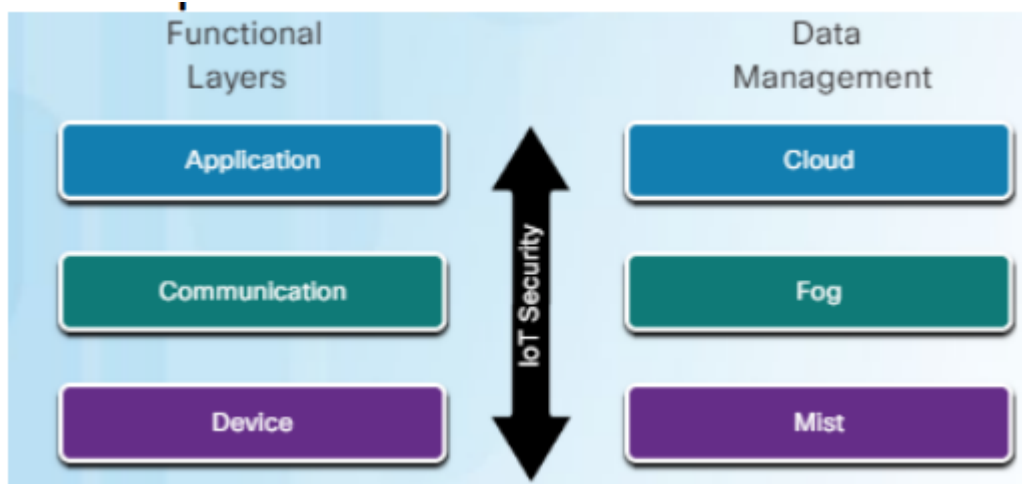 Functional
Layers
Data
Management
Application
Cloud
Communication
IoT Security
Fog
Device
Mist